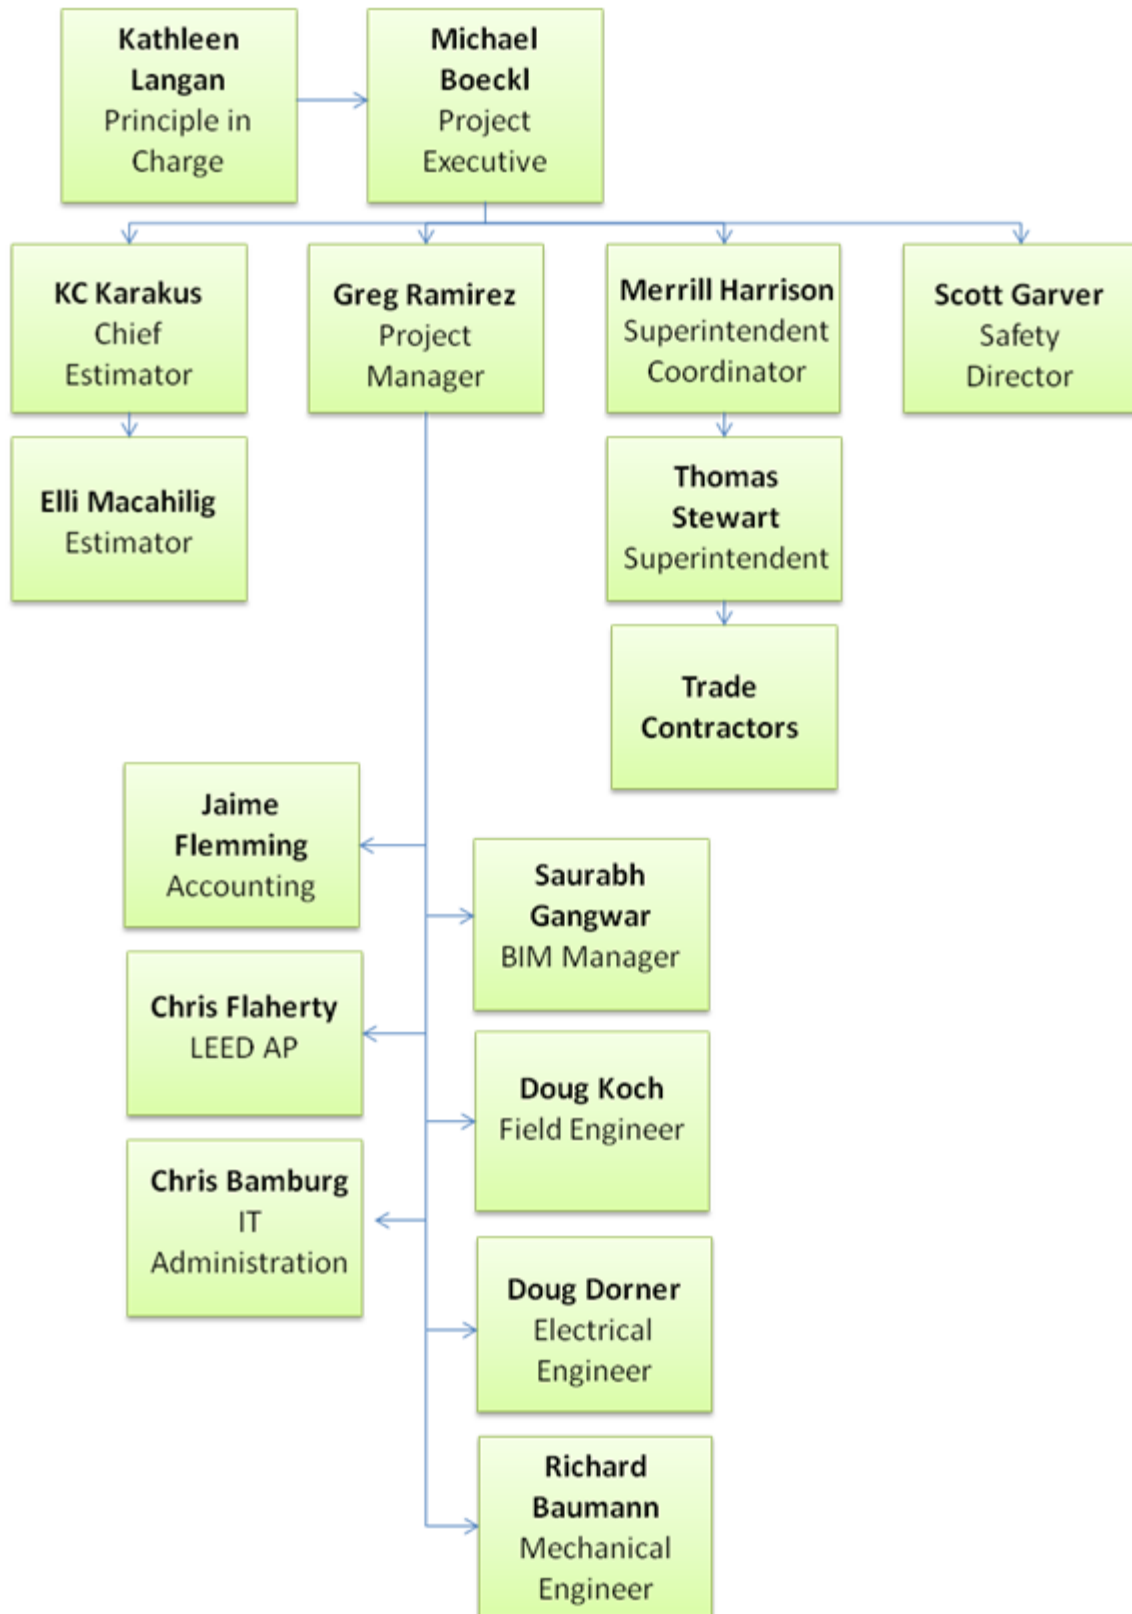 Kathleen
Langan
Principle in
Charge
Michael
Boeckl
Project
Executive
KC Karakus
Chief
Estimator
Greg Ramirez
Project
Manager
Merrill Harrison
Superintendent
Coordinator
Scott Garver
Safety
Director
Elli Macahilig
Estimator
Thomas
Stewart
Superintendent
Trade
Contractors
Jaime
Flemming
Accounting
Saurabh
Gangwar
BIM Manager
Chris Flaherty
LEED AP
Doug Koch
Field Engineer
Chris Bamburg
IT
Administration
Doug Dorner
Electrical
Engineer
Richard
Baumann
Mechanical
Engineer